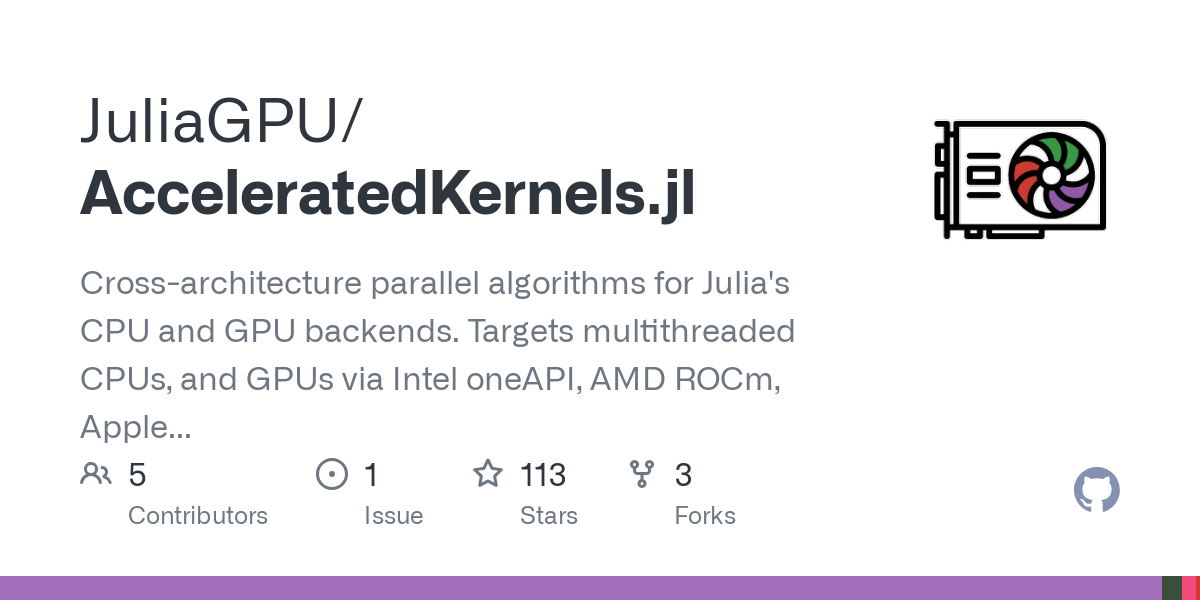 JuliaGPU/
AcceleratedKernels.jl
Cross-architecture parallel algorithms for Julia's
CPU and GPU backends. Targets multithreaded
CPUs, and GPUs via Intel oneAPI, AMD ROCm,
Apple...
5 1 113 3
Contributors Issue Stars Forks